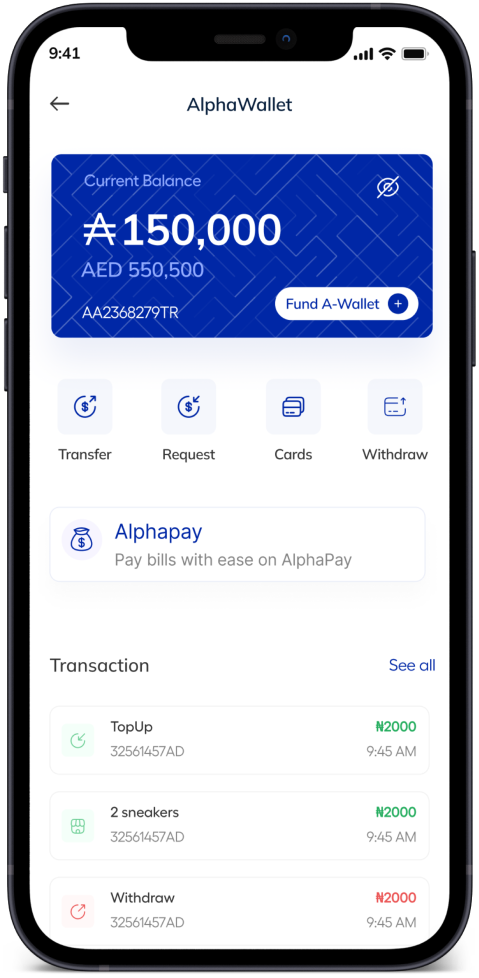 9:41
AlphaWallet
Current Balance
₳150,000
AED 550,500
AA2368279TR
Fund A-Wallet +
Transfer
Request
Cards
Withdraw
Alphapay
Pay bills with ease on AlphaPay
Transaction
See all
TopUp
₦2000
32561457AD
9:45 AM
2 sneakers
₦2000
32561457AD
9:45 AM
Withdraw
₦2000
32561457AD
9:45 AM